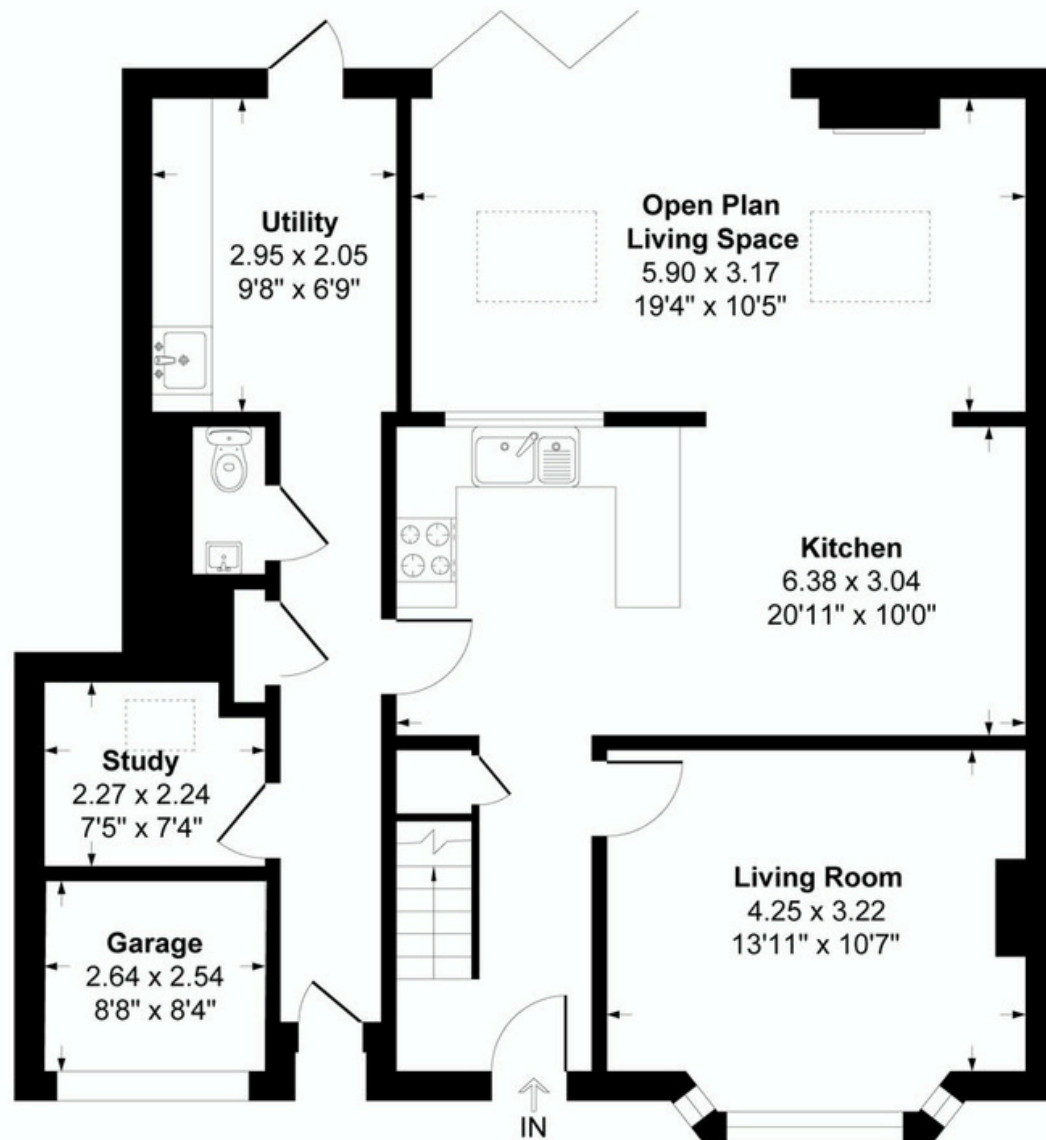 Utility
2.95 x 2.05
9'8" x 6'9"
Open Plan
Living Space
5.90 x 3.17
19'4" x 10'5"
Kitchen
6.38 x 3.04
20'11" x 10'0"
Study
2.27 x 2.24
7'5" x 7'4"
Living Room
4.25 x 3.22
13'11" x 10'7"
Garage
2.64 x 2.54
8'8" x 8'4"
IN